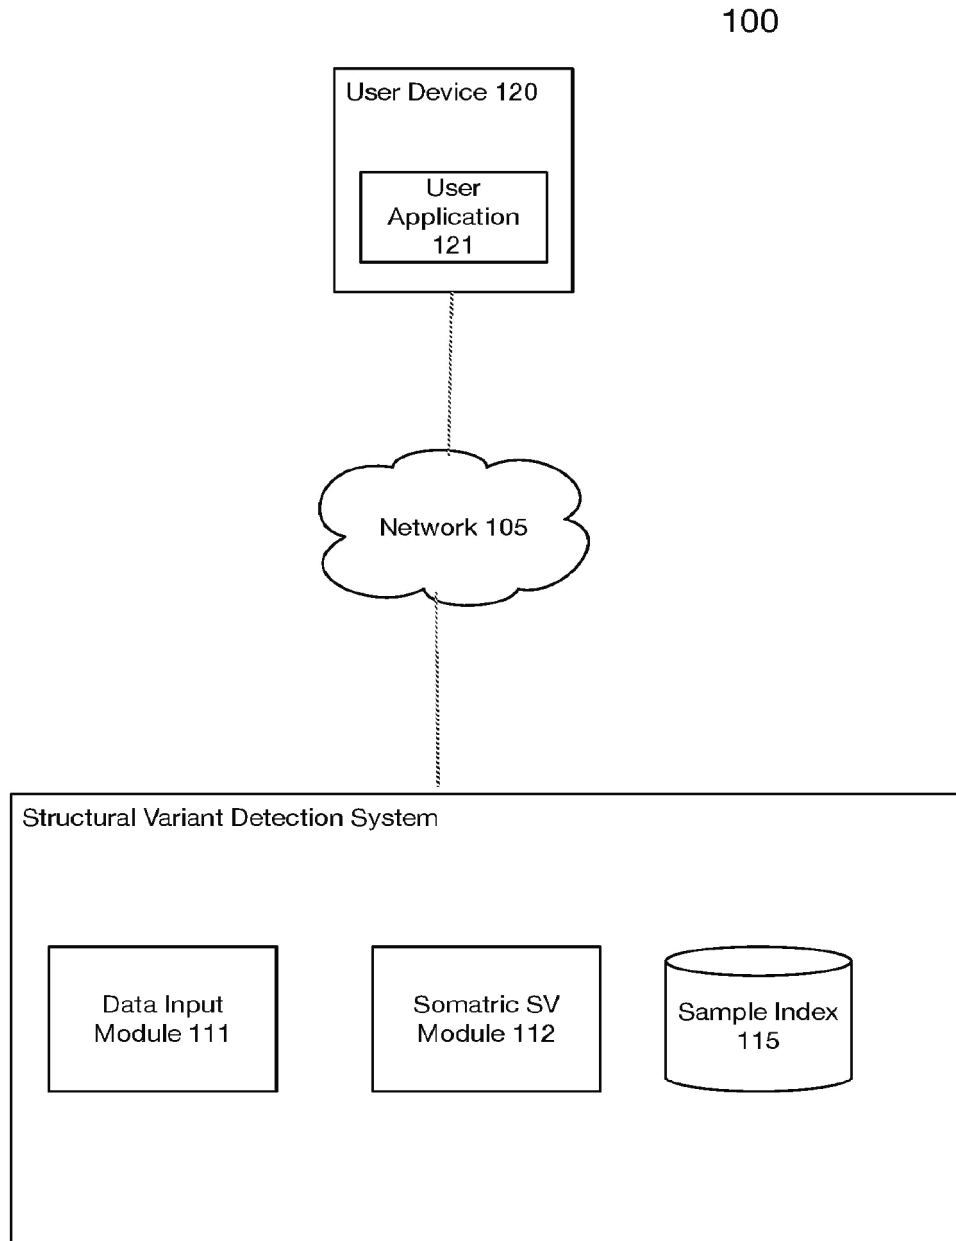 100
User Device 120
User
Application
121
Network 105
Structural Variant Detection System
Data Input
Module 111
Somatric SV
Module 112
Sample Index
115